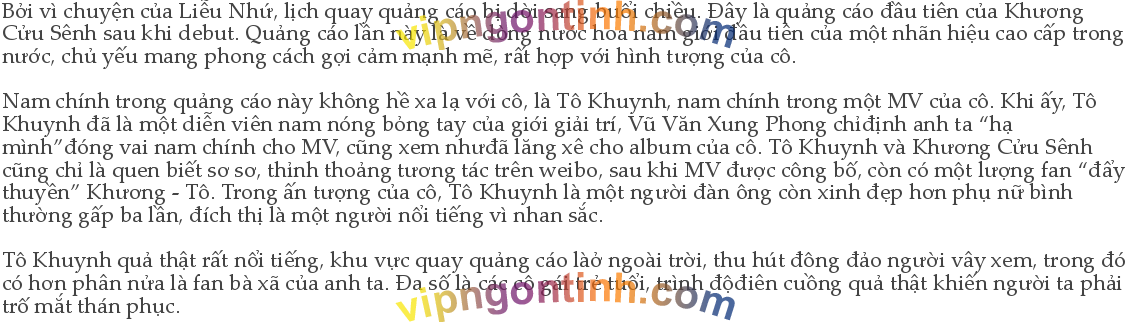 Bởi vì chuyện của Liễu Như, lịch quay quảng cáo bị dời sang buổi chiều. Đây là quảng cáo đầu tiên của Khương
Cửu Sênh sau khi debut. Quảng cáo lần này là về dòng nước hoa nam giới đầu tiên của một nhãn hiệu cao cấp trong
nước, chủ yếu mang phong cách gợi cảm mạnh mẽ, rất hợp với hình tượng của cô.
Nam chính trong quảng cáo này không hề xa lạ với cô, là Tô Khuynh, nam chính trong một MV của cô. Khi ấy, Tô
Khuynh đã là một diễn viên nam nóng bỏng tay của giới giải trí, Vũ Văn Xung Phong chỉđịnh anh ta “hạ
mình”đóng vai nam chính cho MV, cũng xem nhưđã lăng xê cho album của cô. Tô Khuynh và Khương Cửu Sênh
cũng chỉ là quen biết sơ sơ, thỉnh thoảng tương tác trên weibo, sau khi MV được công bố, còn có một lượng fan “đẩy
thuyền” Khương - Tô. Trong ấn tượng của cô, Tô Khuynh là một người đàn ông còn xinh đẹp hơn phụ nữ bình
thường gấp ba lần, đích thị là một người nổi tiếng vì nhan sắc.
Tô Khuynh quả thật rất nổi tiếng, khu vực quay quảng cáo làở ngoài trời, thu hút đông đảo người vây xem, trong đó
có hơn phân nửa là fan bà xã của anh ta. Đa số là các cô gái trẻ tuổi, trình độđiên cuồng quả thật khiến người ta phải
trố mắt thán phục.
vipngontinh.com
vipngontinh.com